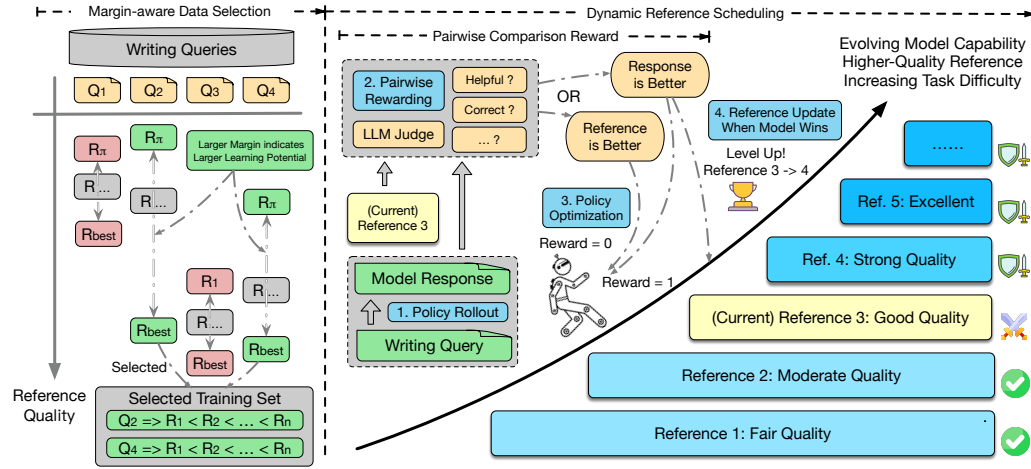 Margin-aware Data Selection
Dynamic Reference Scheduling
Writing Queries
Q1
Q2
Q3
Q4
Rπ
R ...
Rbest
Rπ
R ...
Rbest
Larger Margin indicates
Larger Learning Potential
R1
R ...
Rbest
Rπ
R ...
Rbest
Selected
Reference
Quality
Selected Training Set
Q2 => R1 < R2 < ... < Rn
Q4 => R1 < R2 < ... < Rn
Pairwise Comparison Reward
2. Pairwise
Rewarding
LLM Judge
Helpful ?
Correct ?
... ?
OR
Response
is Better
Reference
is Better
(Current)
Reference 3
Model Response
1. Policy Rollout
Writing Query
3. Policy
Optimization
Reward = 0
Reward = 1
4. Reference Update
When Model Wins
Level Up!
Reference 3 -> 4
Evolving Model Capability
Higher-Quality Reference
Increasing Task Difficulty
......
Ref. 5: Excellent
Ref. 4: Strong Quality
(Current) Reference 3: Good Quality
Reference 2: Moderate Quality
Reference 1: Fair Quality